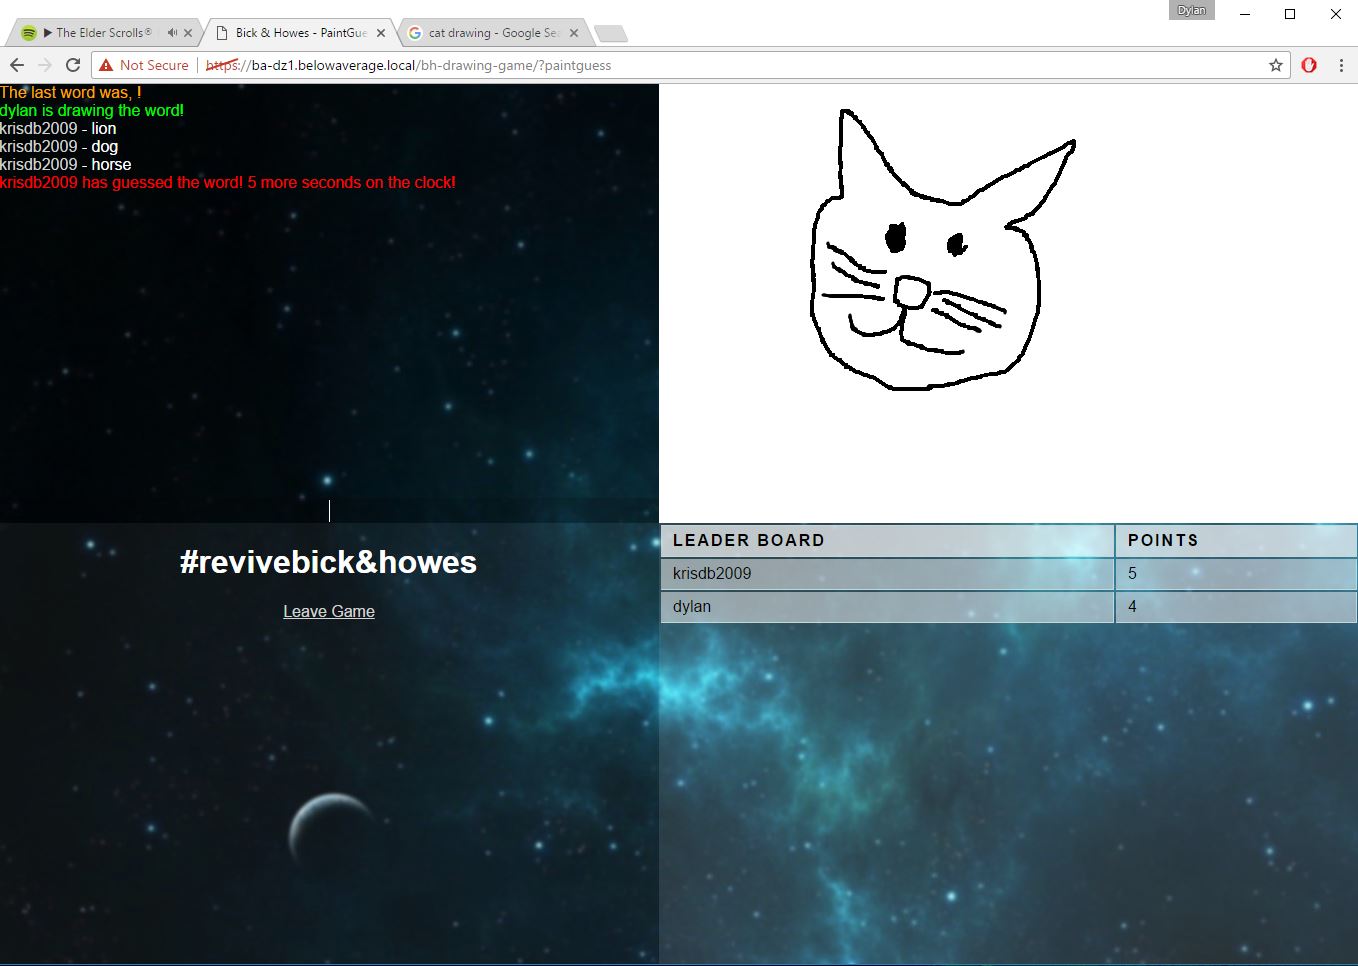 Dylan
The Elder Scrolls®
Bick & Howes - PaintGue
cat drawing - Google Sea
Not Secure
https://ba-dz1.belowaverage.local/bh-drawing-game/?paintguess
The last word was, !
dylan is drawing the word!
krisdb2009 - lion
krisdb2009 - dog
krisdb2009 - horse
krisdb2009 has guessed the word! 5 more seconds on the clock!
#revivebick&howes
Leave Game
LEADER BOARD POINTS
krisdb2009 5
dylan 4